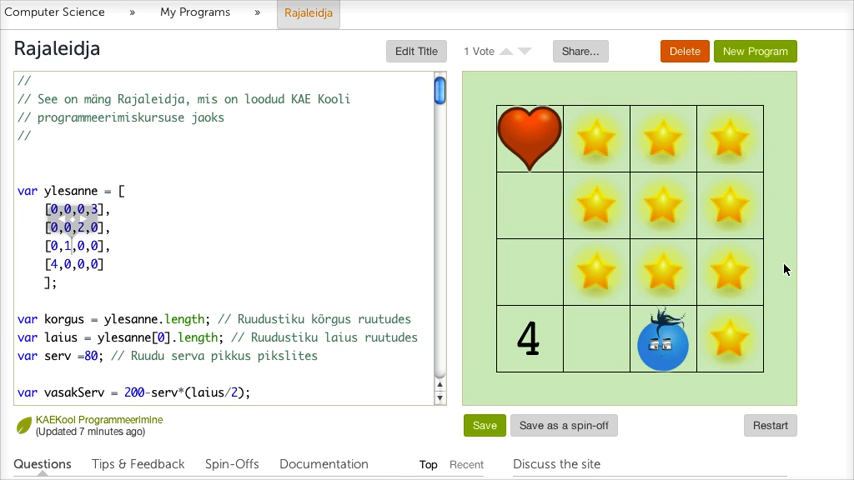 Computer Science » My Programs » Rajaleidja
Rajaleidja
Edit Title
1 Vote
Share...
Delete
New Program
//
// See on mäng Rajaleidja, mis on loodud KAE Kooli
// programmeerimiskursuse jaoks
//
var ylesanne = [
[0,0,0,3],
[0,0,2,0],
[0,1,0,0],
[4,0,0,0]
];
var korgus = ylesanne.length; // Ruudustiku kõrgus ruutudes
var laius = ylesanne[0].length; // Ruudustiku laius ruutudes
var serv =80; // Ruudu serva pikkus pikslites
var vasakServ = 200-serv*(laius/2);
4
KAEKool Programmeerimine
(Updated 7 minutes ago)
Save
Save as a spin-off
Restart
Questions
Tips & Feedback
Spin-Offs
Documentation
Top
Recent
Discuss the site